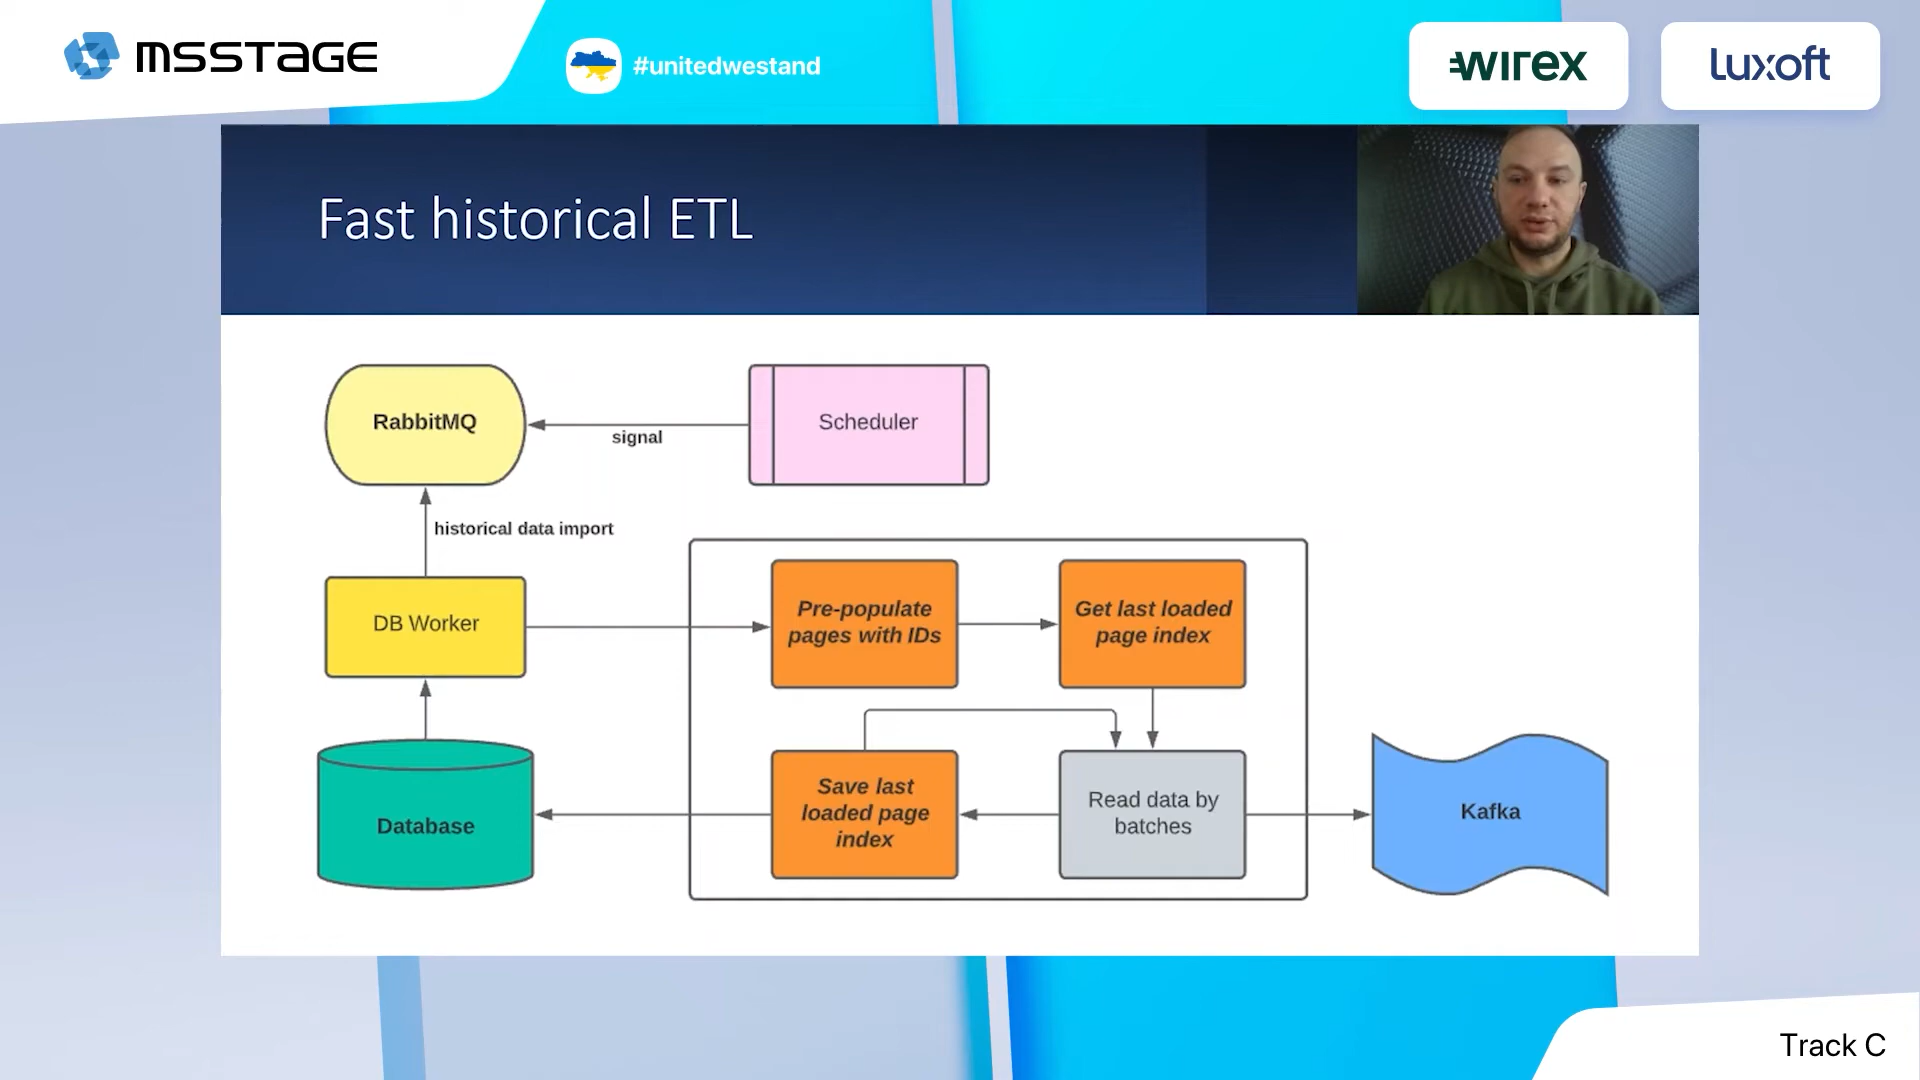 MSSTAGE
#unitedwestand
wirex
luxoft
Fast historical ETL
RabbitMQ
signal
Scheduler
historical data import
DB Worker
Pre-populate
pages with IDs
Get last loaded
page index
Database
Save last
loaded page
index
Read data by
batches
Kafka
Track C